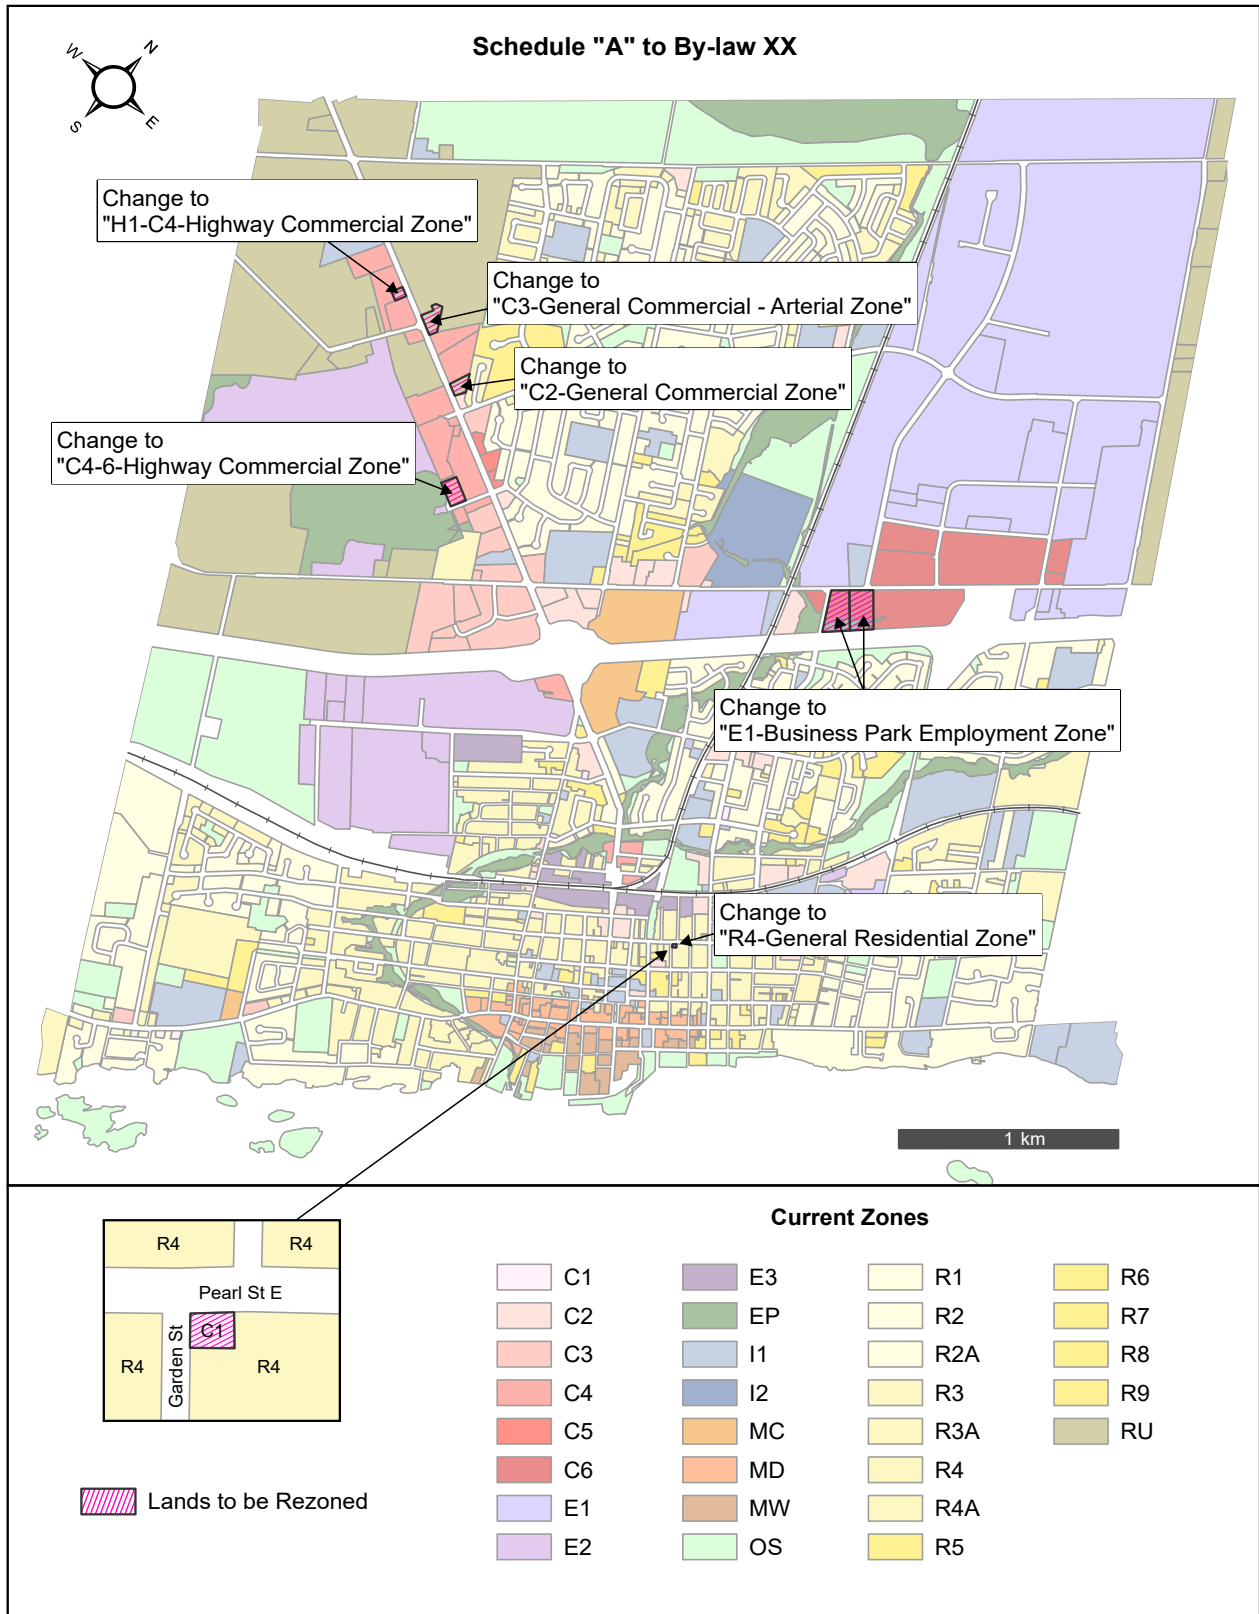 Schedule "A" to By-law XX
W
N
S
E
Change to
"H1-C4-Highway Commercial Zone"
Change to
"C3-General Commercial - Arterial Zone"
Change to
"C2-General Commercial Zone"
Change to
"C4-6-Highway Commercial Zone"
Change to
"E1-Business Park Employment Zone"
Change to
"R4-General Residential Zone"
1 km
R4
R4
Pearl St E
C1
R4
Garden St
R4
Lands to be Rezoned
Current Zones
C1
C2
C3
C4
C5
C6
E1
E2
E3
EP
I1
I2
MC
MD
MW
OS
R1
R2
R2A
R3
R3A
R4
R4A
R5
R6
R7
R8
R9
RU